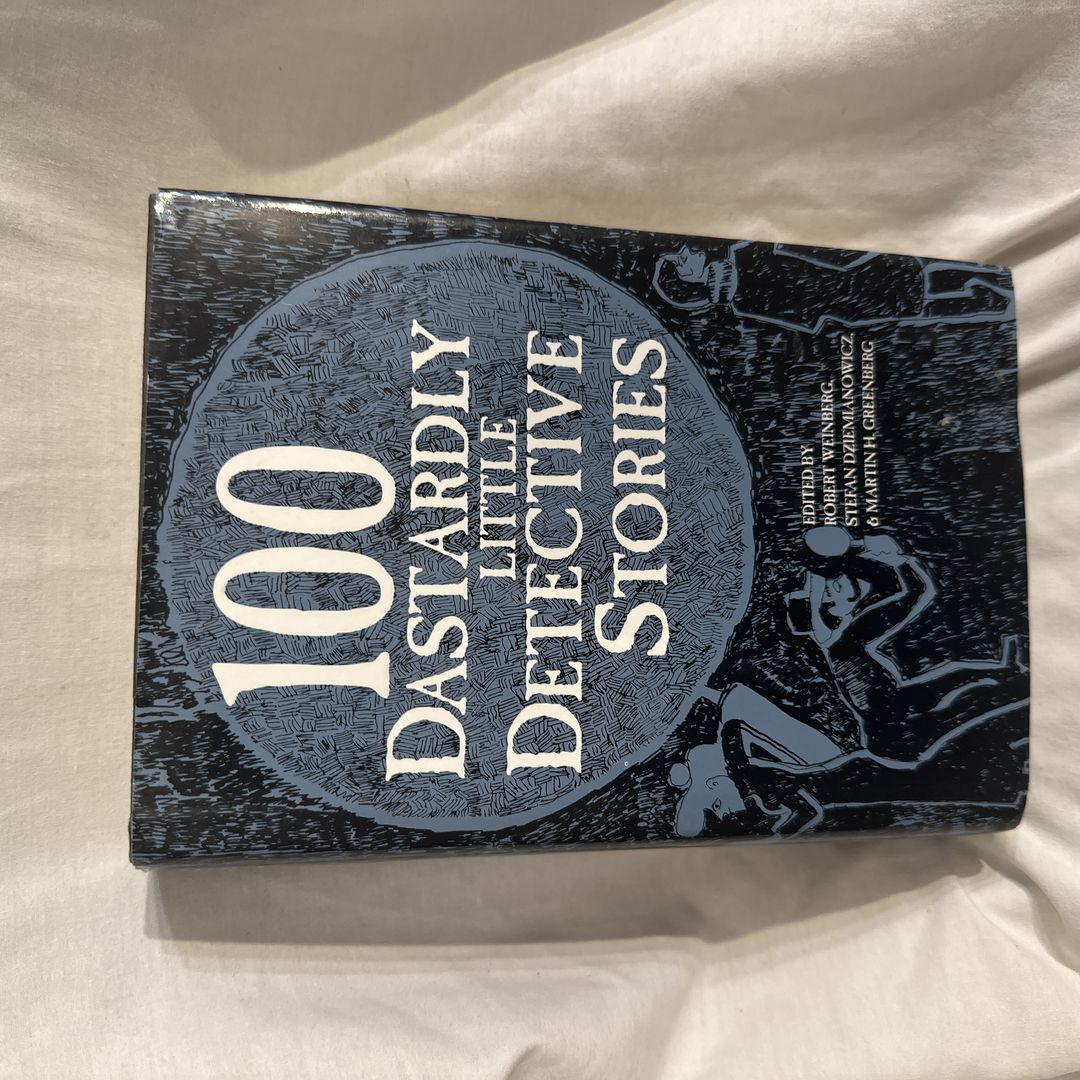 100
DASTARDLY
LITTLE
DETECTIVE
STORIES
EDITED BY
ROBERT WEINBERG,
STEFAN DZIEMIANOWICZ
& MARTIN H. GREENBERG